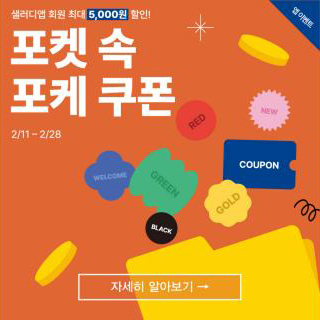 샐러디앱 회원 최대 5,000원 할인!
앱 이벤트
포켓 속
포케 쿠폰
2/11 – 2/28
RED
NEW
COUPON
WELCOME
GREEN
GOLD
BLACK
자세히 알아보기 →